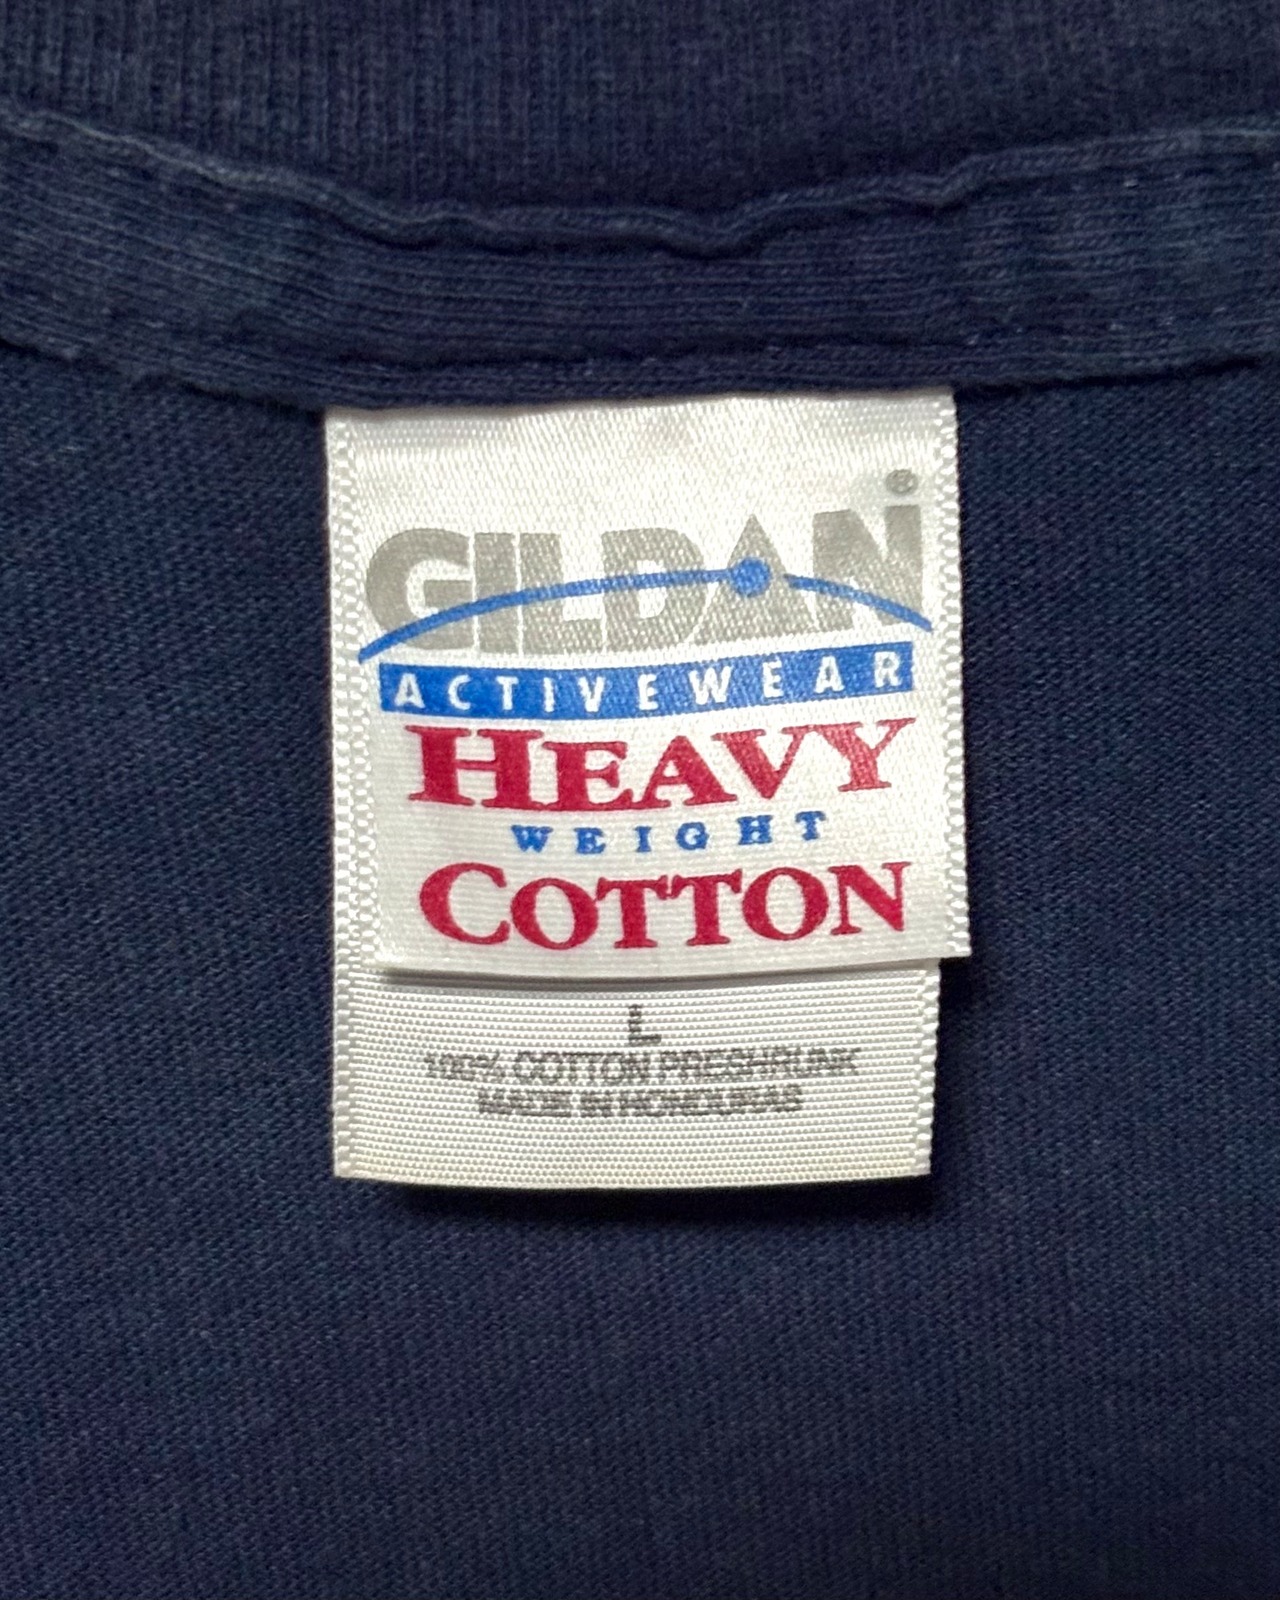 GILDAN®
ACTIVEWEAR
HEAVY
WEIGHT
COTTON
L
100% COTTON PRESHRUNK
MADE IN HONDURAS